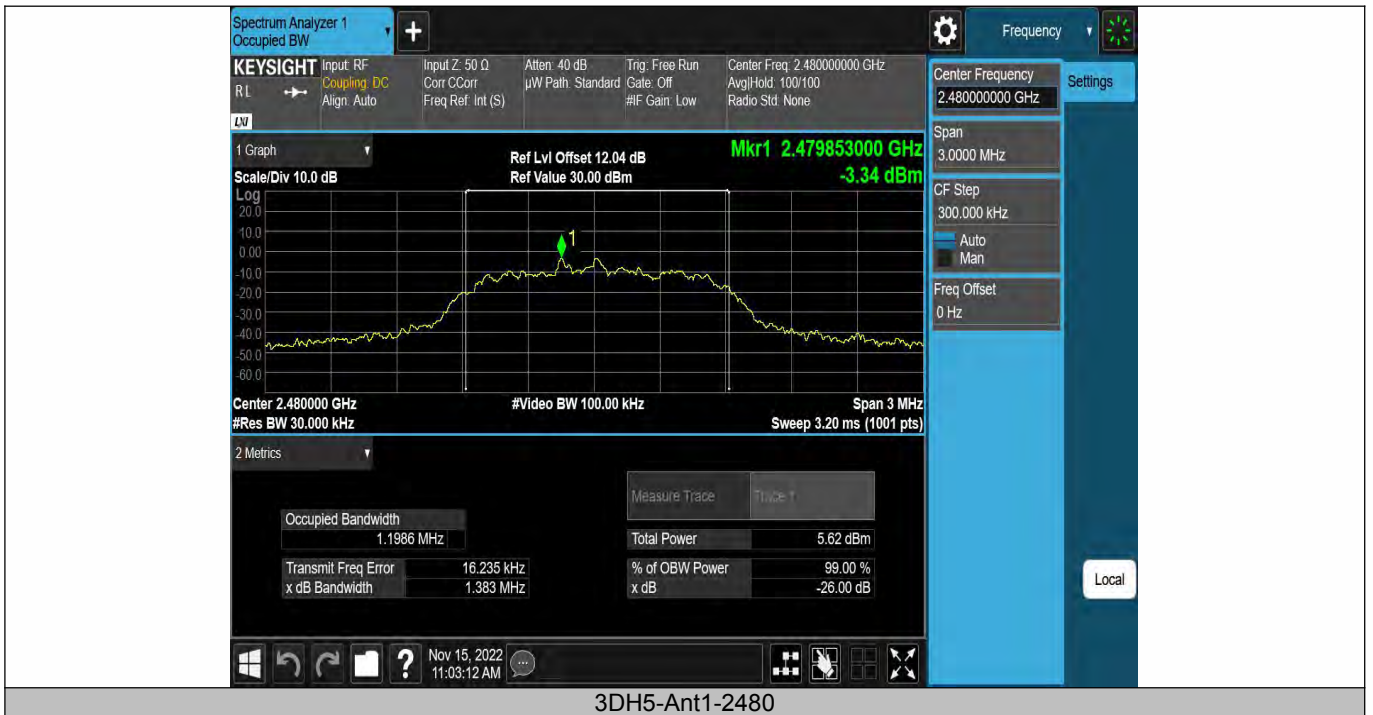 Spectrum Analyzer 1
Occupied BW
+
Frequency
KEYSIGHT
RL
LXI
Input: RF
Coupling: DC
Align: Auto
Input Z: 50 Ω
Corr CCorr
Freq Ref: Int (S)
Atten: 40 dB
µW Path: Standard
Trig: Free Run
Gate: Off
#IF Gain: Low
Center Freq: 2.480000000 GHz
Avg|Hold: 100/100
Radio Std: None
Center Frequency
2.480000000 GHz
Settings
Span
3.0000 MHz
CF Step
300.000 kHz
Auto
Man
Freq Offset
0 Hz
Local
1 Graph
Scale/Div 10.0 dB
Ref Lvl Offset 12.04 dB
Ref Value 30.00 dBm
Mkr1 2.479853000 GHz
-3.34 dBm
Log
20.0
10.0
0.00
-10.0
-20.0
-30.0
-40.0
-50.0
-60.0
1
Center 2.480000 GHz
#Video BW 100.00 kHz
Span 3 MHz
#Res BW 30.000 kHz
Sweep 3.20 ms (1001 pts)
2 Metrics
Measure Trace
Trace 1
Occupied Bandwidth
1.1986 MHz
Total Power
5.62 dBm
Transmit Freq Error
16.235 kHz
% of OBW Power
99.00 %
x dB Bandwidth
1.383 MHz
x dB
-26.00 dB
?
Nov 15, 2022
11:03:12 AM
3DH5-Ant1-2480